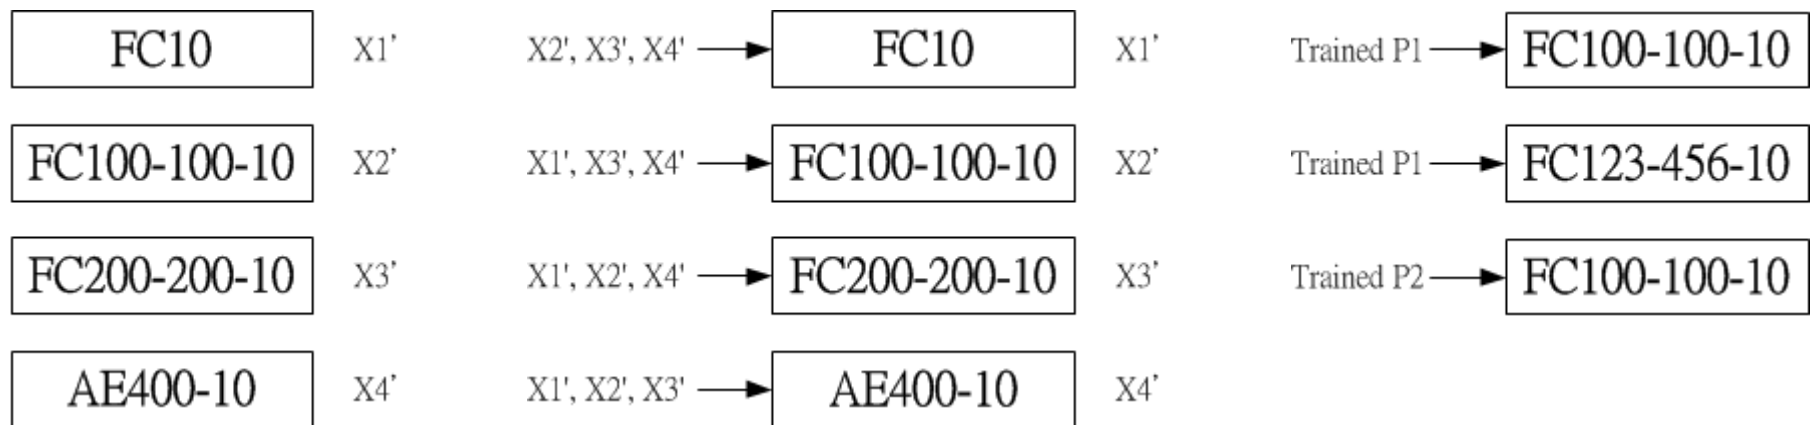 FC10 X1’ X2', X3', X4' FC10 X1’ Trained P1 FC100-100-10
FC100-100-10 X2’ X1', X3', X4' FC100-100-10 X2’ Trained P1 FC123-456-10
FC200-200-10 X3’ X1', X2', X4' FC200-200-10 X3’ Trained P2 FC100-100-10
AE400-10 X4’ X1', X2', X3' AE400-10 X4’